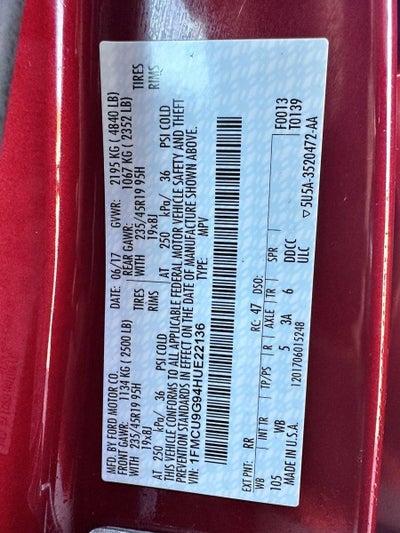 MFD. BY FORD MOTOR CO.
DATE: 06/17 GVWR: 2195 KG ( 4840 LB)
FRONT GAWR: 1134 KG ( 2500 LB) REAR GAWR: 1067 KG ( 2352 LB)
WITH 235/45R19 95H TIRES WITH 235/45R19 95H TIRES
19x8J RIMS 19x8J RIMS
AT 250 kPa/ 36 PSI COLD AT 250 kPa/ 36 PSI COLD
THIS VEHICLE CONFORMS TO ALL APPLICABLE FEDERAL MOTOR VEHICLE SAFETY AND THEFT
PREVENTION STANDARDS IN EFFECT ON THE DATE OF MANUFACTURE SHOWN ABOVE.
VIN: 1FMCU9G94HUE22136 TYPE: MPV
F0013
T0139
EXT PNT: RR RC: 47 DSO:
WB INT TR TP/PS R AXLE TR SPR
105 WB 5 3A 6 DDCC
MADE IN U.S.A. ULC
1201706015248
▽5U5A-3520472-AA